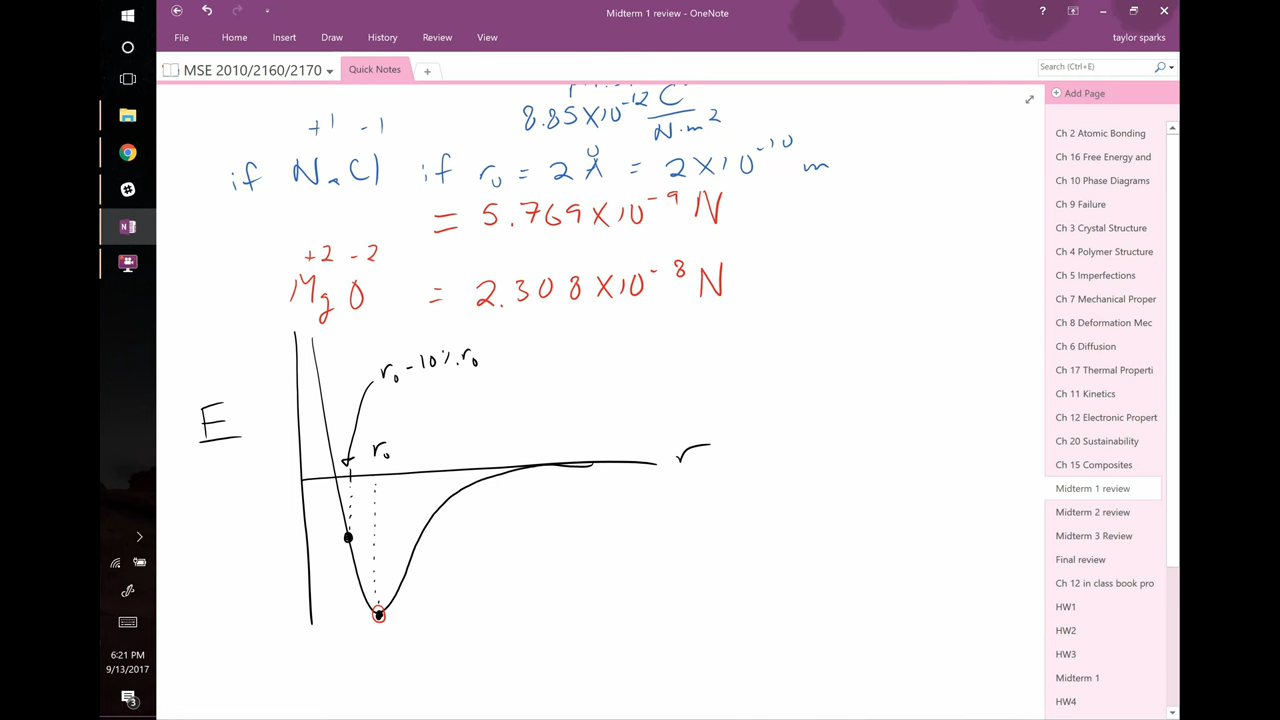 Midterm 1 review - OneNote
?
File Home Insert Draw History Review View
taylor sparks
MSE 2010/2160/2170
Quick Notes
+
Search (Ctrl+E)
Add Page
Ch 2 Atomic Bonding
Ch 16 Free Energy and
Ch 10 Phase Diagrams
Ch 9 Failure
Ch 3 Crystal Structure
Ch 4 Polymer Structure
Ch 5 Imperfections
Ch 7 Mechanical Proper
Ch 8 Deformation Mec
Ch 6 Diffusion
Ch 17 Thermal Properti
Ch 11 Kinetics
Ch 12 Electronic Propert
Ch 20 Sustainability
Ch 15 Composites
Midterm 1 review
Midterm 2 review
Midterm 3 Review
Final review
Ch 12 in class book pro
HW1
HW2
HW3
Midterm 1
HW4
8.85×10⁻¹² C
N·m²
+1 -1
if NaCl if r₀ = 2 Å = 2×10⁻¹⁰ m
= 5.769×10⁻⁹ N
+2 -2
MgO = 2.308×10⁻⁸ N
r₀ - 10%.r₀
E
r₀
r
6:21 PM
9/13/2017
3